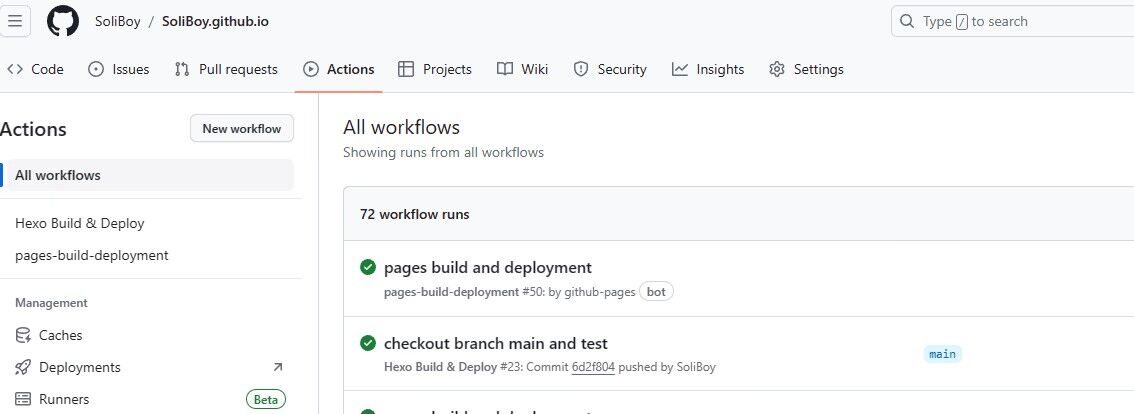 SoliBoy / SoliBoy.github.io
Type / to search
Code Issues Pull requests Actions Projects Wiki Security Insights Settings
Actions
New workflow
All workflows
Hexo Build & Deploy
pages-build-deployment
Management
Caches
Deployments
Runners Beta
All workflows
Showing runs from all workflows
72 workflow runs
pages build and deployment
pages-build-deployment #50: by github-pages bot
checkout branch main and test
main
Hexo Build & Deploy #23: Commit 6d2f804 pushed by SoliBoy